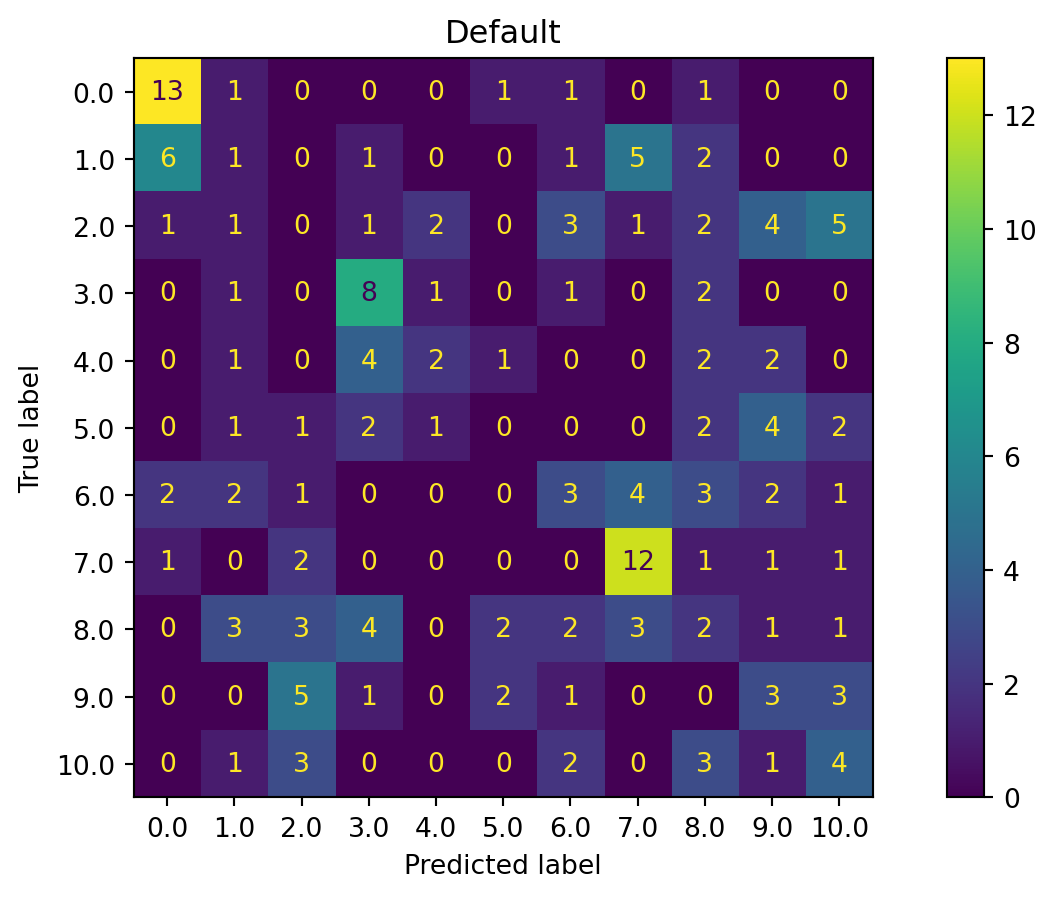 Default
True label
0.0 13 1 0 0 0 1 1 0 1 0 0
1.0 6 1 0 1 0 0 1 5 2 0 0
2.0 1 1 0 1 2 0 3 1 2 4 5
3.0 0 1 0 8 1 0 1 0 2 0 0
4.0 0 1 0 4 2 1 0 0 2 2 0
5.0 0 1 1 2 1 0 0 0 2 4 2
6.0 2 2 1 0 0 0 3 4 3 2 1
7.0 1 0 2 0 0 0 0 12 1 1 1
8.0 0 3 3 4 0 2 2 3 2 1 1
9.0 0 0 5 1 0 2 1 0 0 3 3
10.0 0 1 3 0 0 0 2 0 3 1 4
0.0 1.0 2.0 3.0 4.0 5.0 6.0 7.0 8.0 9.0 10.0
Predicted label
12
10
8
6
4
2
0